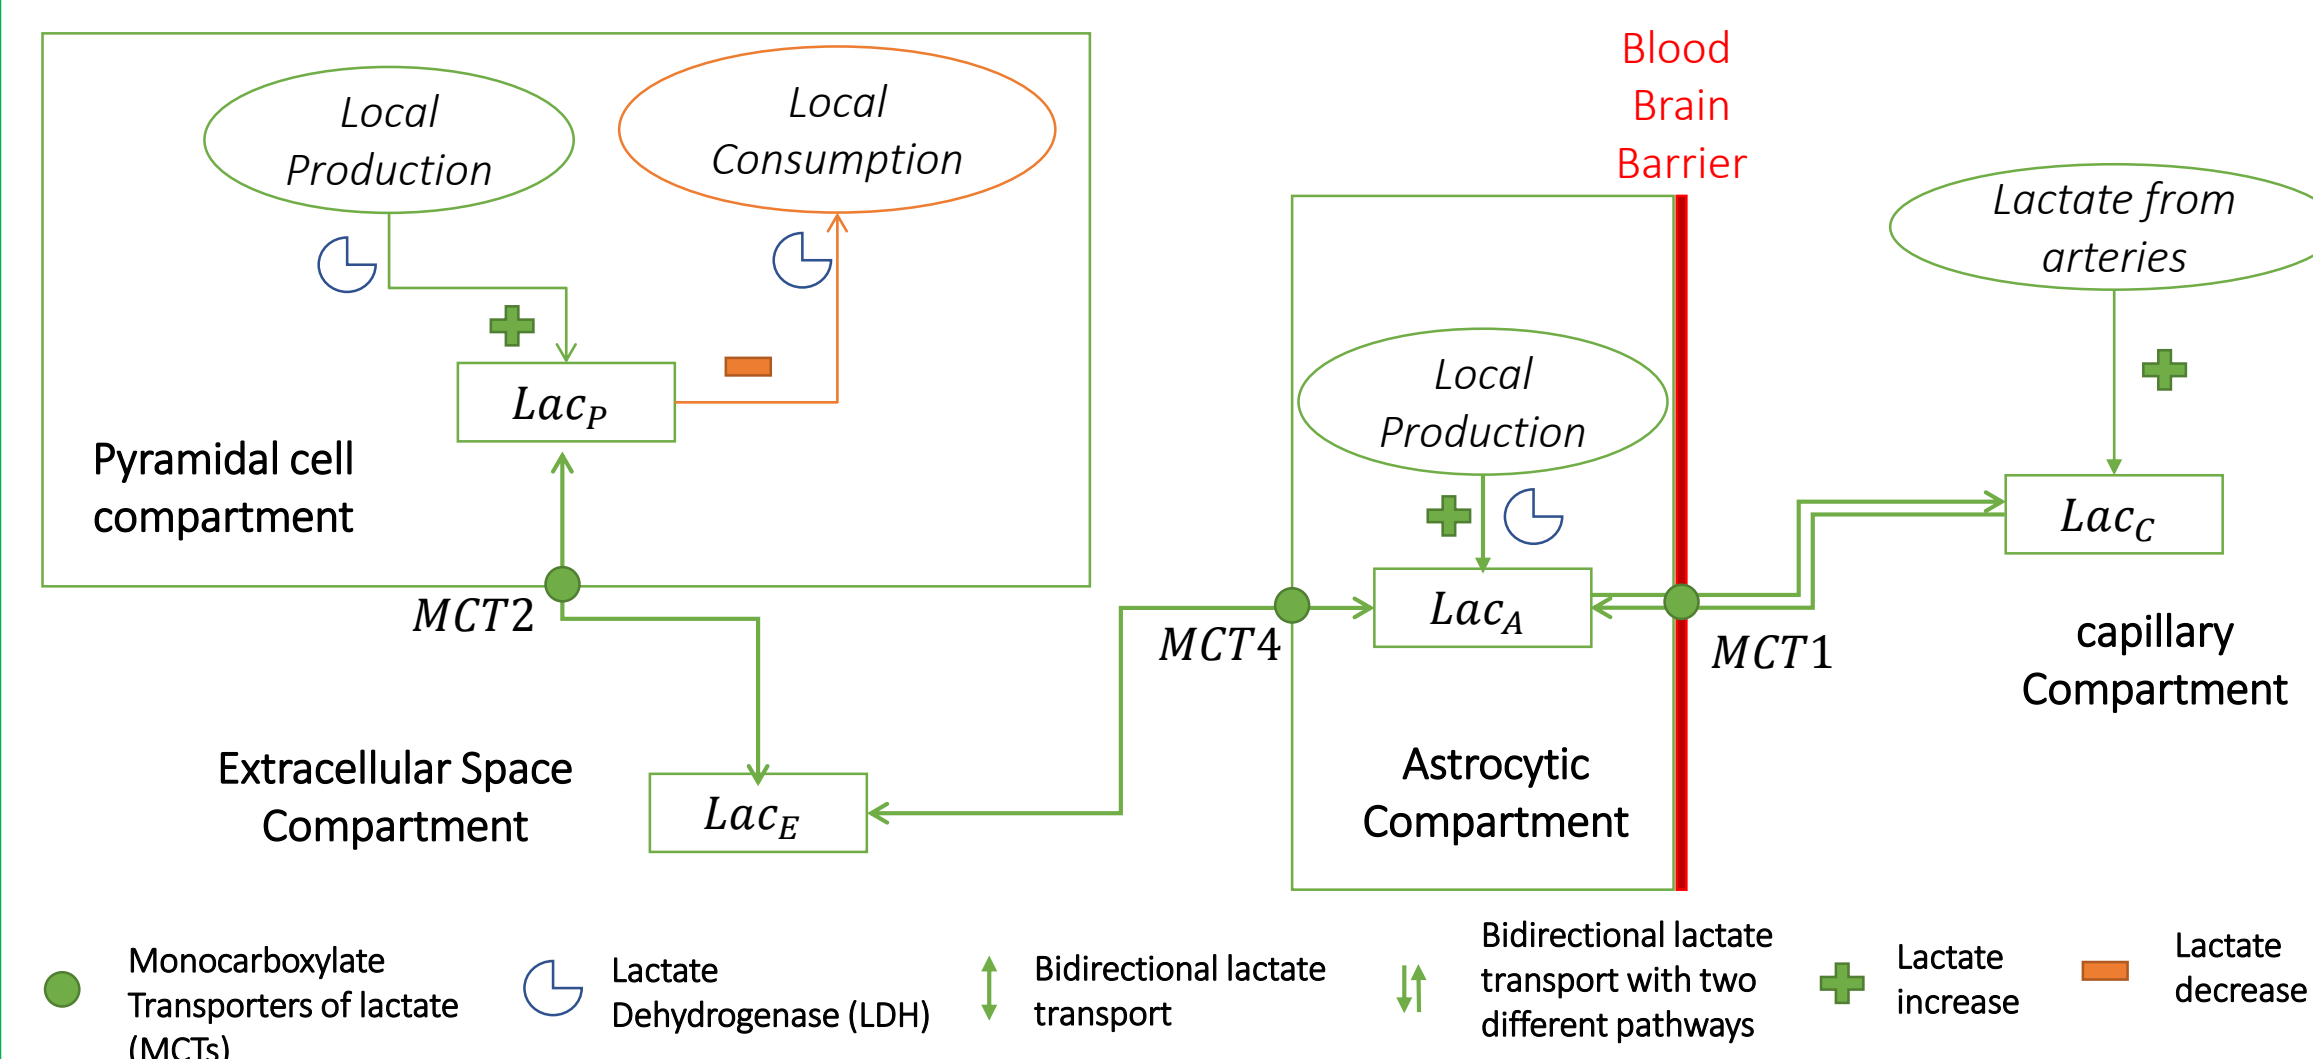 Blood
Brain
Barrier
Local
Production
Local
Consumption
Lactate from
arteries
Lac_P
Pyramidal cell
compartment
Local
Production
Lac_C
MCT2
MCT4
Lac_A
MCT1
capillary
Compartment
Extracellular Space
Compartment
Lac_E
Astrocytic
Compartment
Monocarboxylate
Transporters of lactate
(MCTs)
Lactate
Dehydrogenase (LDH)
Bidirectional lactate
transport
Bidirectional lactate
transport with two
different pathways
Lactate
increase
Lactate
decrease